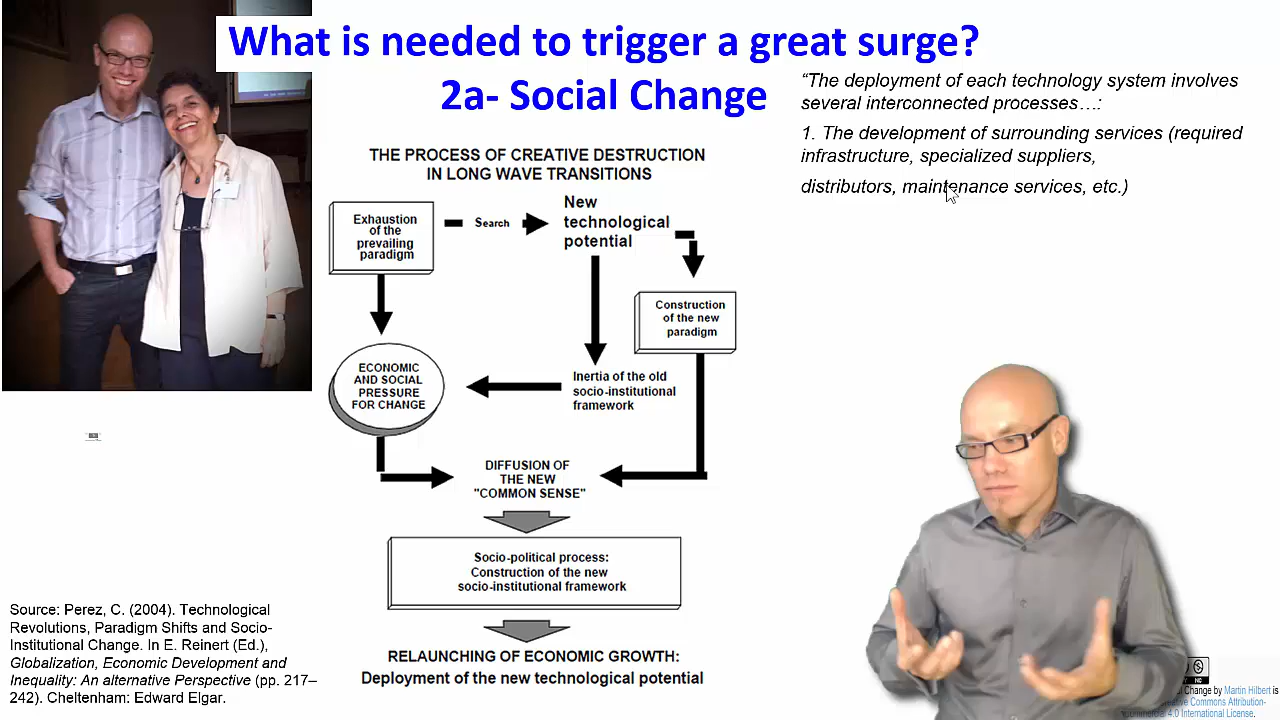 What is needed to trigger a great surge?
2a- Social Change
“The deployment of each technology system involves
several interconnected processes…:
1. The development of surrounding services (required
infrastructure, specialized suppliers,
distributors, maintenance services, etc.)
THE PROCESS OF CREATIVE DESTRUCTION
IN LONG WAVE TRANSITIONS
Exhaustion
of the
prevailing
paradigm
Search
New
technological
potential
Construction
of the new
paradigm
ECONOMIC
AND SOCIAL
PRESSURE
FOR CHANGE
Inertia of the old
socio-institutional
framework
DIFFUSION OF
THE NEW
"COMMON SENSE"
Socio-political process:
Construction of the new
socio-institutional framework
RELAUNCHING OF ECONOMIC GROWTH:
Deployment of the new technological potential
Source: Perez, C. (2004). Technological
Revolutions, Paradigm Shifts and Socio-
Institutional Change. In E. Reinert (Ed.),
Globalization, Economic Development and
Inequality: An alternative Perspective (pp. 217–
242). Cheltenham: Edward Elgar.
NC
Change by Martin Hilbert is
Commons Attribution-
4.0 International License.